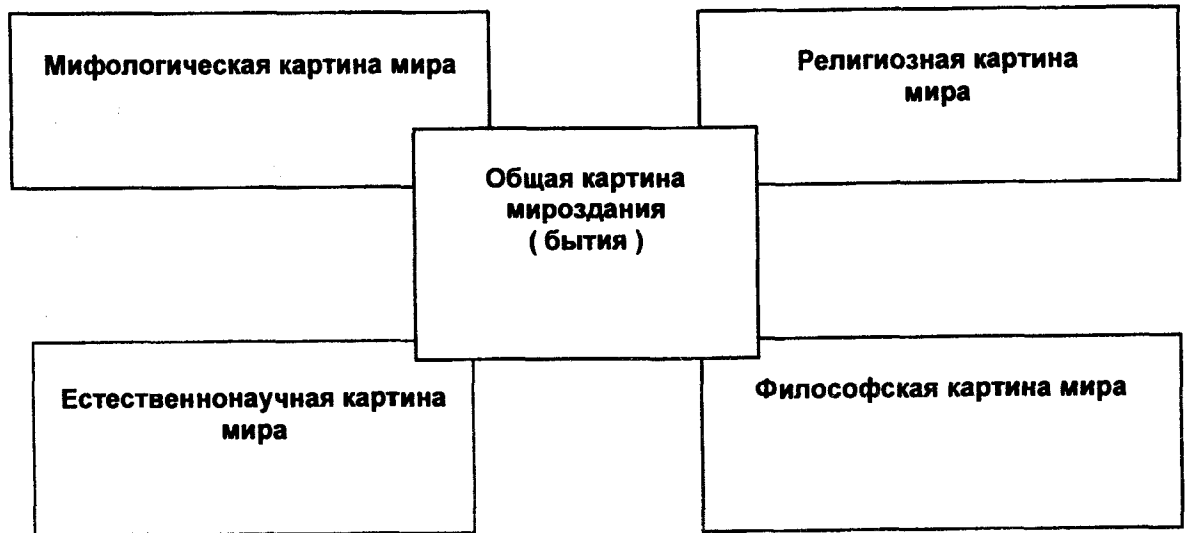 Мифологическая картина мира
Религиозная картина
мира
Общая картина
мироздания
( бытия )
Естественнонаучная картина
мира
Философская картина мира